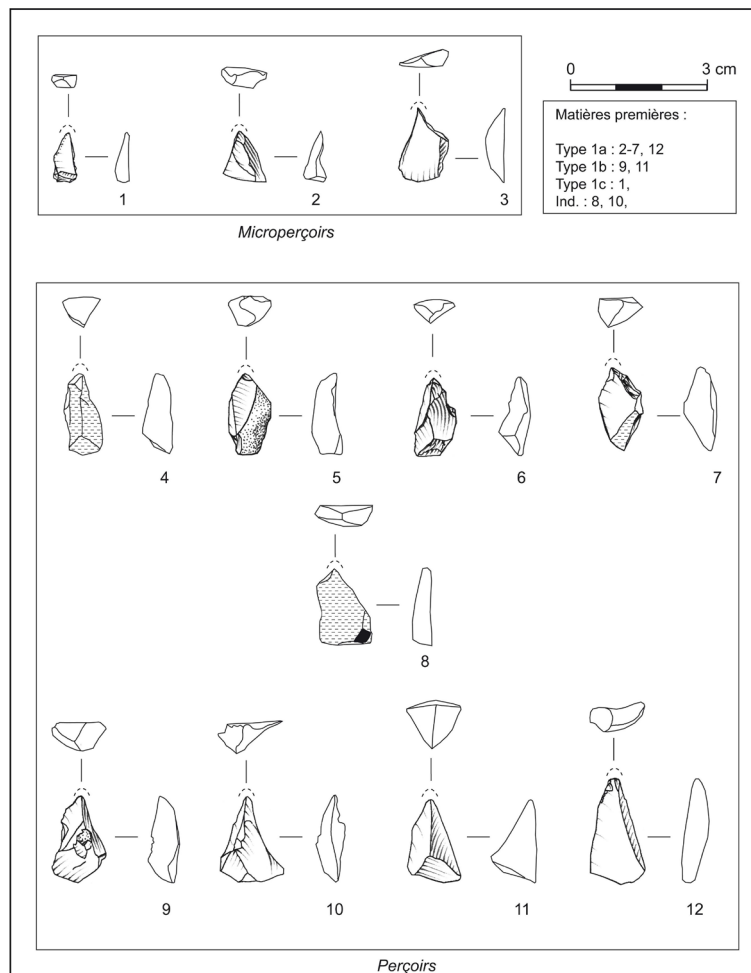 0 3 cm
Matières premières :
Type 1a : 2-7, 12
Type 1b : 9, 11
Type 1c : 1,
Ind. : 8, 10,
1 2 3
Microperçoirs
4 5 6 7
8
9 10 11 12
Perçoirs